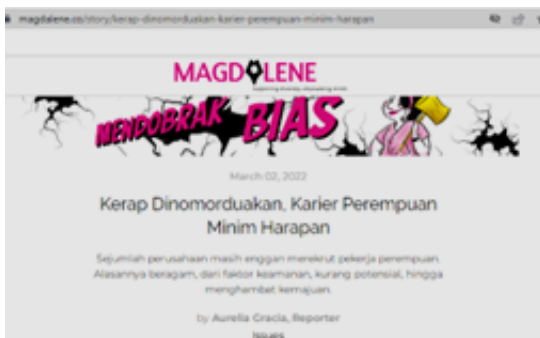 magdalene.co/story/kerap-dinomorduakan-karier-perempuan-minim-harapan
MAGDALENE
MENDOBRAK BIAS
March 02, 2022
Kerap Dinomorduakan, Karier Perempuan
Minim Harapan
Sejumlah perusahaan masih enggan merekrut pekerja perempuan.
Alasannya beragam, dari faktor keamanan, kurang potensial, hingga
menghambat kemajuan.
by Aurelia Gracia, Reporter
Issues